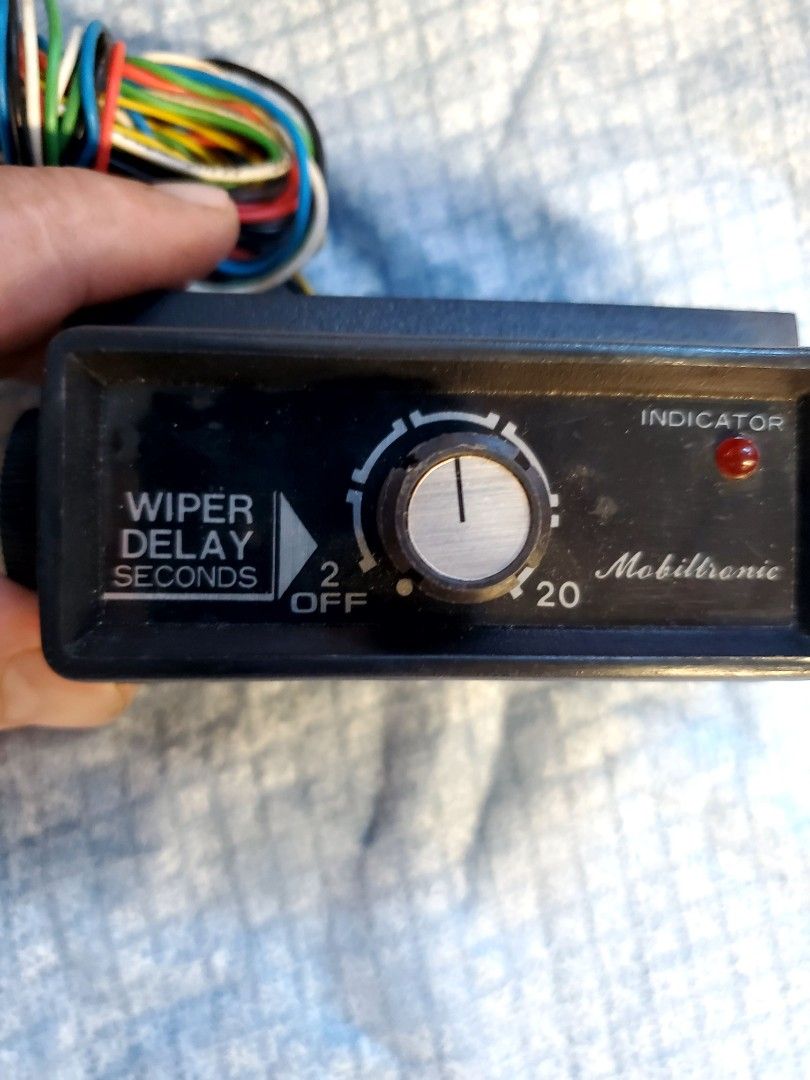 WIPER
DELAY
SECONDS
2
OFF
20
INDICATOR
Mobiltronic